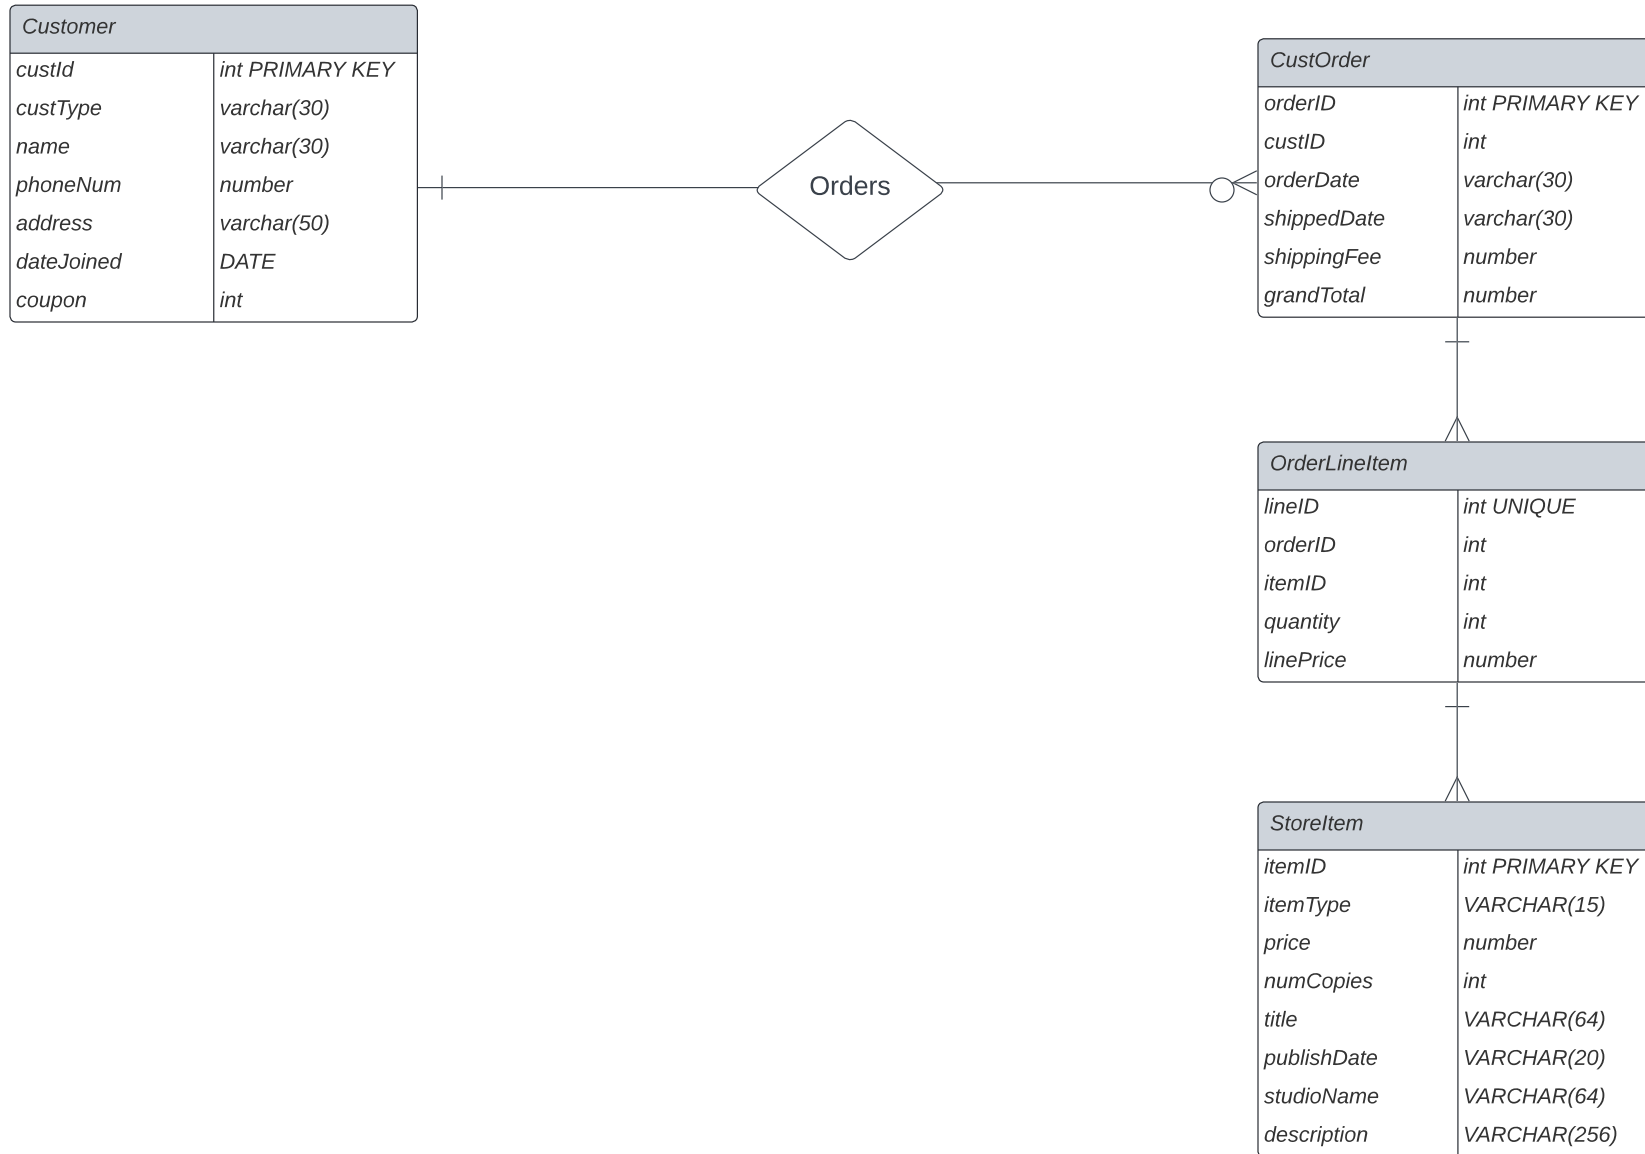 Customer
custId int PRIMARY KEY
custType varchar(30)
name varchar(30)
phoneNum number
address varchar(50)
dateJoined DATE
coupon int
Orders
CustOrder
orderID int PRIMARY KEY
custID int
orderDate varchar(30)
shippedDate varchar(30)
shippingFee number
grandTotal number
OrderLineItem
lineID int UNIQUE
orderID int
itemID int
quantity int
linePrice number
StoreItem
itemID int PRIMARY KEY
itemType VARCHAR(15)
price number
numCopies int
title VARCHAR(64)
publishDate VARCHAR(20)
studioName VARCHAR(64)
description VARCHAR(256)